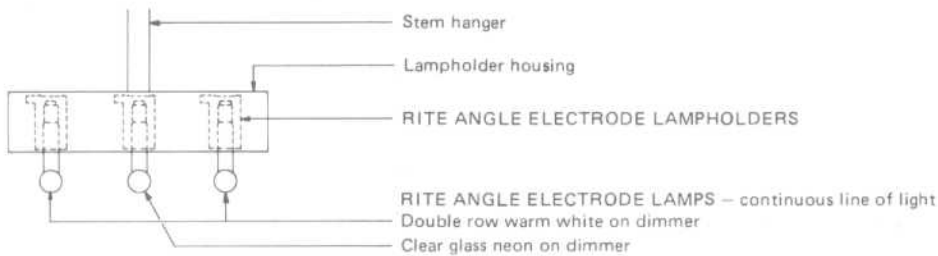 Stem hanger
Lampholder housing
RITE ANGLE ELECTRODE LAMPHOLDERS
RITE ANGLE ELECTRODE LAMPS — continuous line of light
Double row warm white on dimmer
Clear glass neon on dimmer